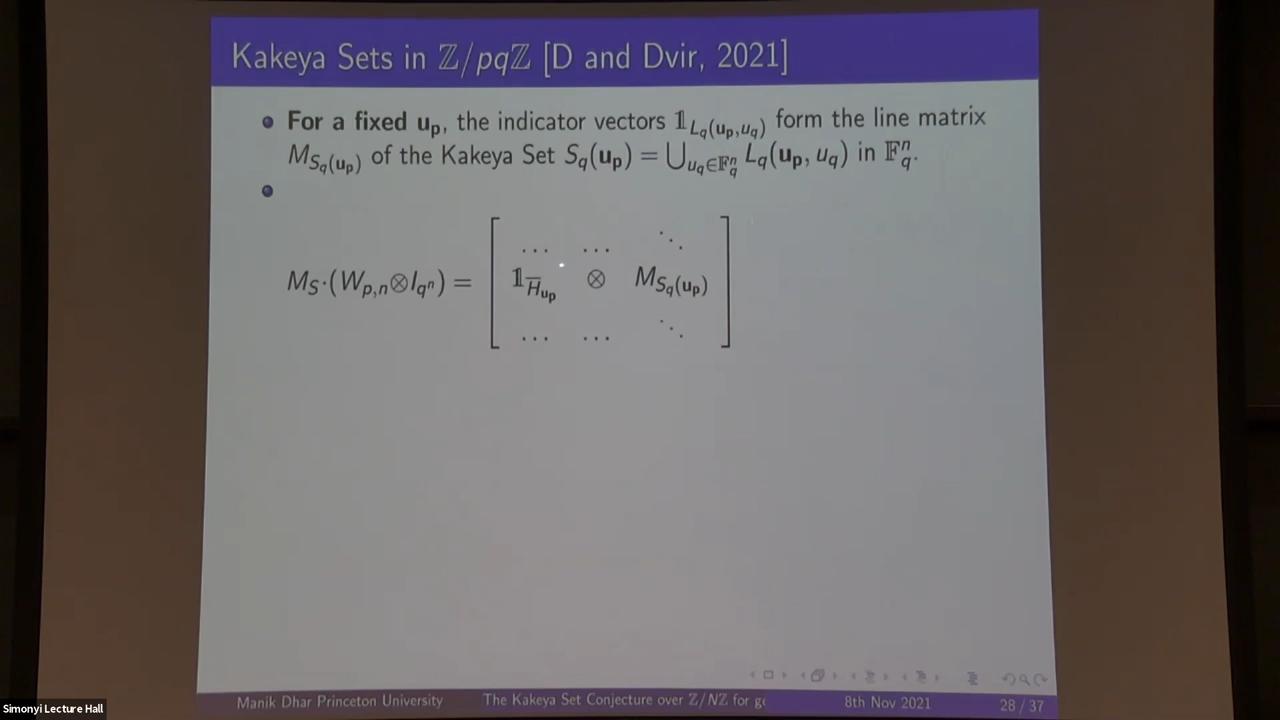 Kakeya Sets in ℤ/pqℤ [D and Dvir, 2021]
For a fixed u_p, the indicator vectors 𝟙_{L_q(u_p,u_q)} form the line matrix
M_{S_q(u_p)} of the Kakeya Set S_q(u_p) = ⋃_{u_q∈𝔽_q^n} L_q(u_p, u_q) in 𝔽_q^n.
... ... ⋱
M_S·(W_{p,n}⊗I_{q^n}) = [ 𝟙_{H̅_{u_p}} ⊗ M_{S_q(u_p)} ]
... ... ⋱
Manik Dhar Princeton University The Kakeya Set Conjecture over ℤ/Nℤ for ge 8th Nov 2021 28 / 37
Simonyi Lecture Hall